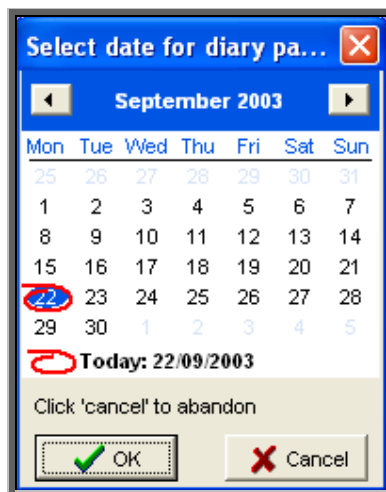 Select date for diary pa...
September 2003
Mon Tue Wed Thu Fri Sat Sun
25 26 27 28 29 30 31
1 2 3 4 5 6 7
8 9 10 11 12 13 14
15 16 17 18 19 20 21
22 23 24 25 26 27 28
29 30 1 2 3 4 5
Today: 22/09/2003
Click 'cancel' to abandon
OK Cancel